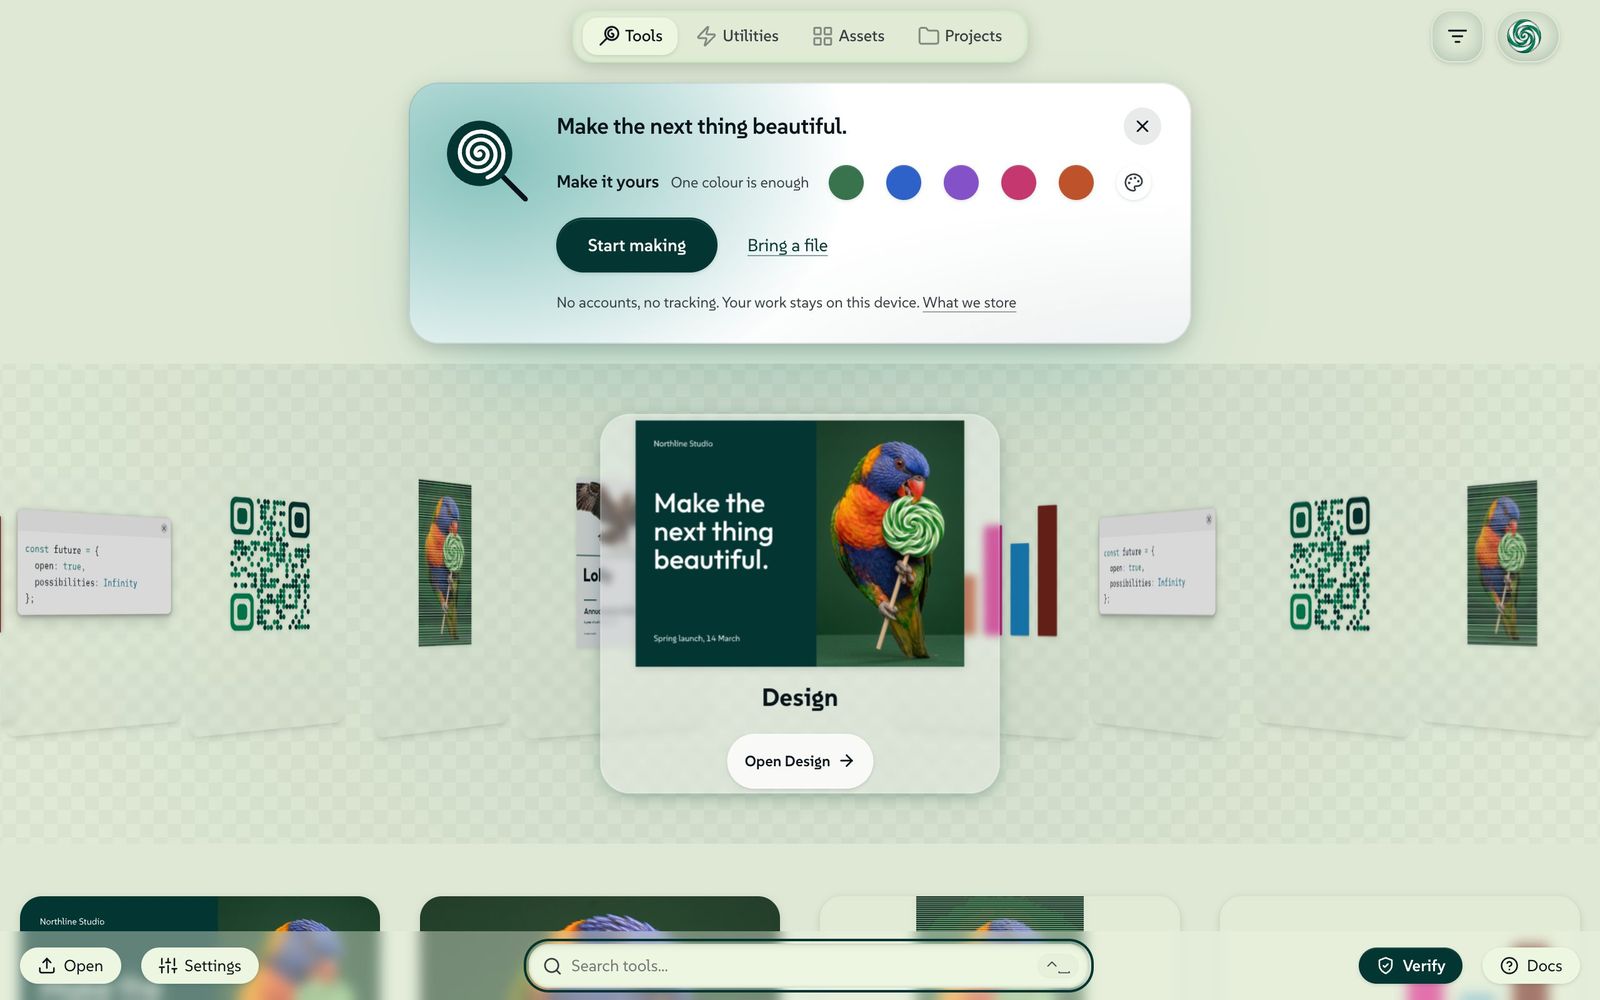 Tools
Utilities
Assets
Projects
Make the next thing beautiful.
Make it yours
One colour is enough
Start making
Bring a file
No accounts, no tracking. Your work stays on this device. What we store
const future = {
open: true,
possibilities: Infinity
};
Northline Studio
Make the
next thing
beautiful.
Spring launch, 14 March
Design
Open Design
const future = {
open: true,
possibilities: Infinity
};
Northline Studio
Open
Settings
Search tools...
Verify
Docs